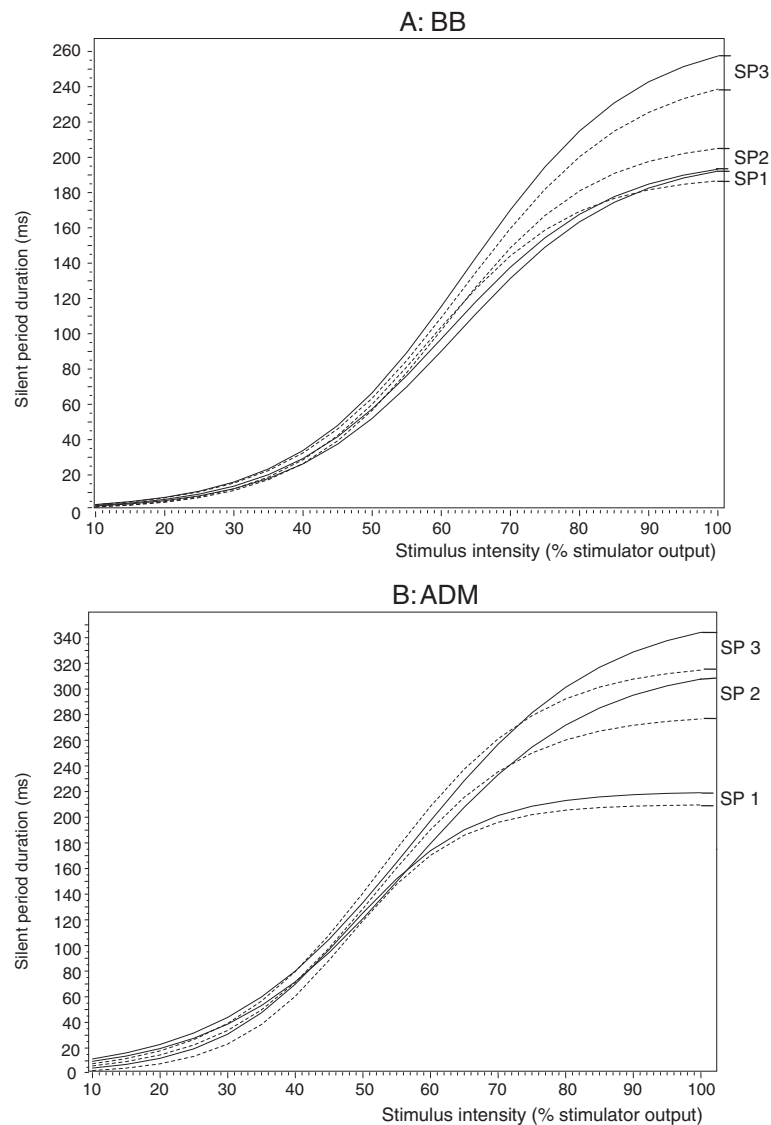 A: BB
Silent period duration (ms)
260
240
220
200
180
160
140
120
100
80
60
40
20
0
SP3
SP2
SP1
10 20 30 40 50 60 70 80 90 100
Stimulus intensity (% stimulator output)
B: ADM
Silent period duration (ms)
340
320
300
280
260
240
220
200
180
160
140
120
100
80
60
40
20
0
SP 3
SP 2
SP 1
10 20 30 40 50 60 70 80 90 100
Stimulus intensity (% stimulator output)